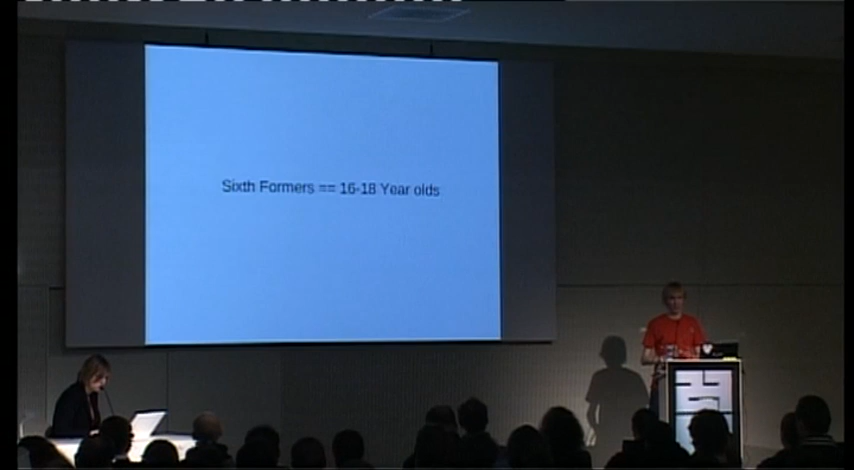 Sixth Formers == 16-18 Year olds